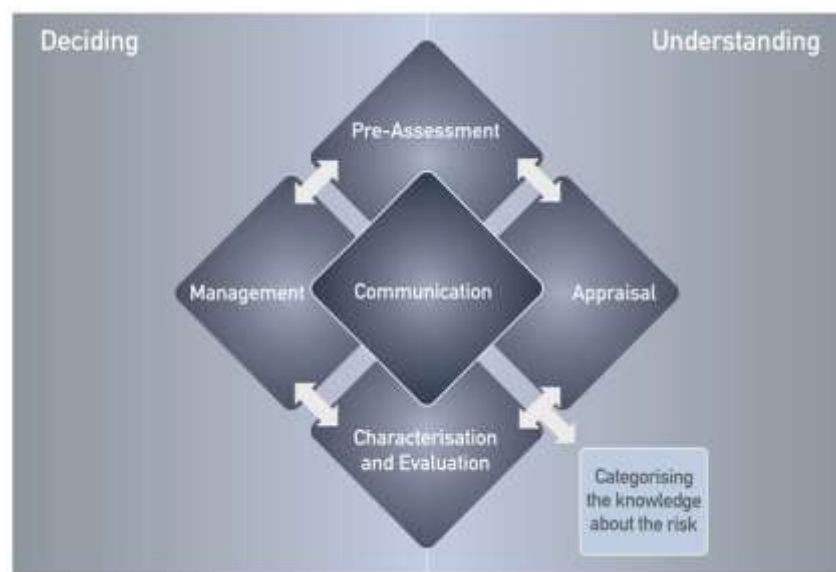 Deciding
Understanding
Pre-Assessment
Management
Communication
Appraisal
Characterisation
and Evaluation
Categorising
the knowledge
about the risk